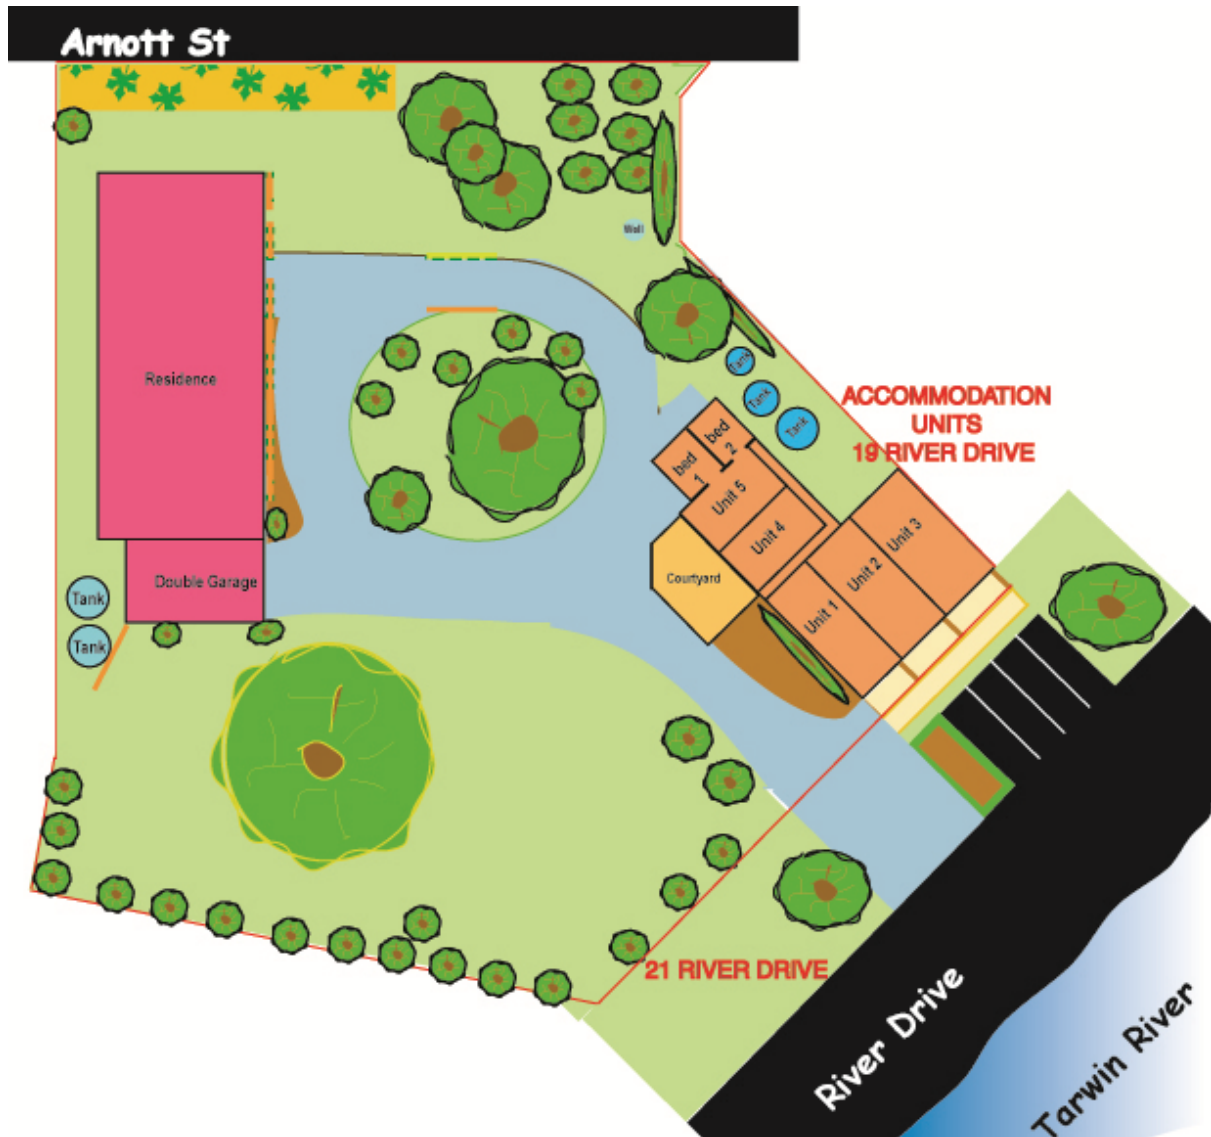 Arnott St
Well
Residence
Tank
Tank
Tank
ACCOMMODATION
UNITS
19 RIVER DRIVE
bed
2
bed
1
Unit 5
Unit 4
Unit 3
Unit 2
Unit 1
Courtyard
Double Garage
Tank
Tank
21 RIVER DRIVE
River Drive
Tarwin River